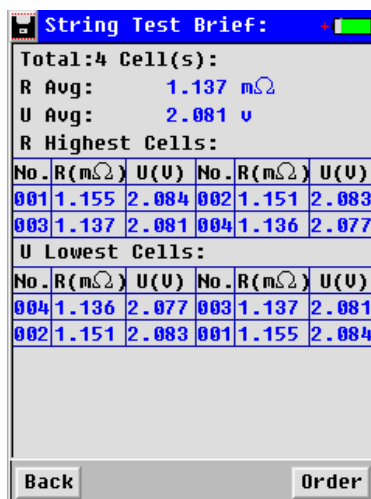 String Test Brief:
Total:4 Cell(s):
R Avg: 1.137 mΩ
U Avg: 2.081 v
R Highest Cells:
No. R(mΩ) U(V) No. R(mΩ) U(V)
001 1.155 2.084 002 1.151 2.083
003 1.137 2.081 004 1.136 2.077
U Lowest Cells:
No. R(mΩ) U(V) No. R(mΩ) U(V)
004 1.136 2.077 003 1.137 2.081
002 1.151 2.083 001 1.155 2.084
Back Order